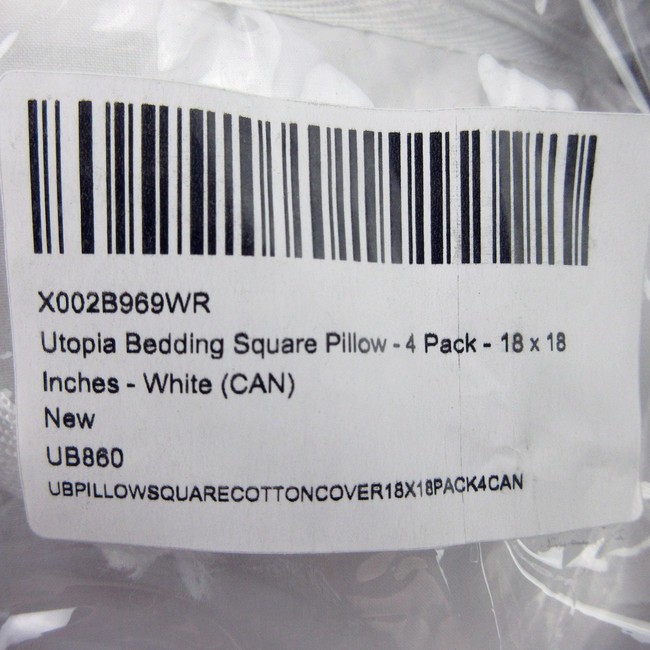 X002B969WR
Utopia Bedding Square Pillow - 4 Pack - 18 x 18
Inches - White (CAN)
New
UB860
UBPILLOWSQUARECOTTONCOVER18X18PACK4CAN